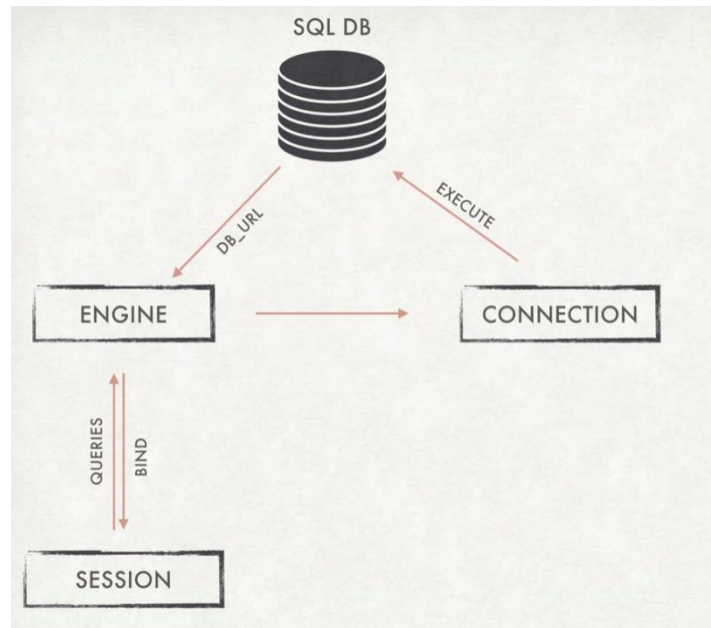 SQL DB
DB_URL
EXECUTE
ENGINE
CONNECTION
QUERIES
BIND
SESSION